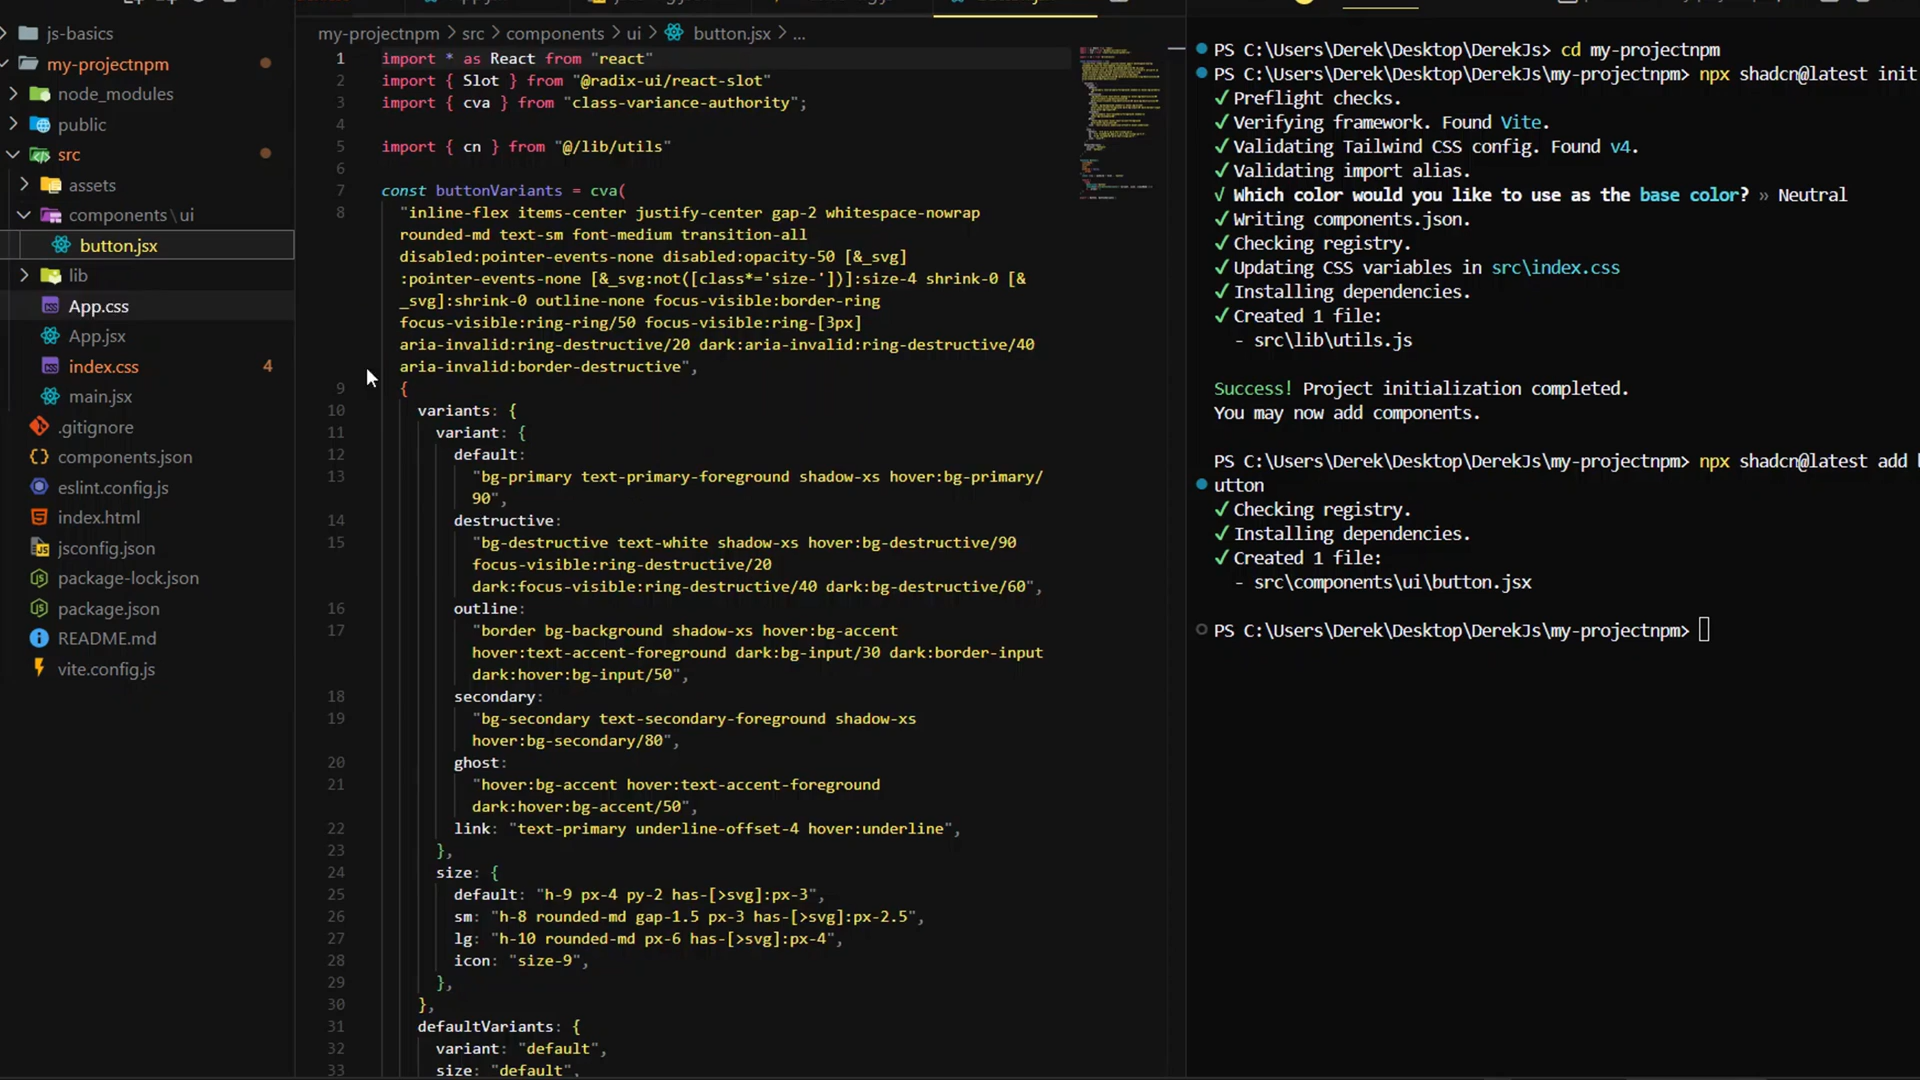 js-basics
my-projectnpm
node_modules
public
src
assets
components\ui
button.jsx
lib
App.css
App.jsx
index.css 4
main.jsx
.gitignore
components.json
eslint.config.js
index.html
jsconfig.json
package-lock.json
package.json
README.md
vite.config.js
my-projectnpm > src > components > ui > button.jsx > ...
1 import * as React from "react"
2 import { Slot } from "@radix-ui/react-slot"
3 import { cva } from "class-variance-authority";
4
5 import { cn } from "@/lib/utils"
6
7 const buttonVariants = cva(
8 "inline-flex items-center justify-center gap-2 whitespace-nowrap
rounded-md text-sm font-medium transition-all
disabled:pointer-events-none disabled:opacity-50 [&_svg]
:pointer-events-none [&_svg:not([class*='size-'])]:size-4 shrink-0 [&
_svg]:shrink-0 outline-none focus-visible:border-ring
focus-visible:ring-ring/50 focus-visible:ring-[3px]
aria-invalid:ring-destructive/20 dark:aria-invalid:ring-destructive/40
aria-invalid:border-destructive",
9 {
10 variants: {
11 variant: {
12 default:
13 "bg-primary text-primary-foreground shadow-xs hover:bg-primary/
90",
14 destructive:
15 "bg-destructive text-white shadow-xs hover:bg-destructive/90
focus-visible:ring-destructive/20
dark:focus-visible:ring-destructive/40 dark:bg-destructive/60",
16 outline:
17 "border bg-background shadow-xs hover:bg-accent
hover:text-accent-foreground dark:bg-input/30 dark:border-input
dark:hover:bg-input/50",
18 secondary:
19 "bg-secondary text-secondary-foreground shadow-xs
hover:bg-secondary/80",
20 ghost:
21 "hover:bg-accent hover:text-accent-foreground
dark:hover:bg-accent/50",
22 link: "text-primary underline-offset-4 hover:underline",
23 },
24 size: {
25 default: "h-9 px-4 py-2 has-[>svg]:px-3",
26 sm: "h-8 rounded-md gap-1.5 px-3 has-[>svg]:px-2.5",
27 lg: "h-10 rounded-md px-6 has-[>svg]:px-4",
28 icon: "size-9",
29 },
30 },
31 defaultVariants: {
32 variant: "default",
33 size: "default",
PS C:\Users\Derek\Desktop\DerekJs> cd my-projectnpm
PS C:\Users\Derek\Desktop\DerekJs\my-projectnpm> npx shadcn@latest init
√ Preflight checks.
√ Verifying framework. Found Vite.
√ Validating Tailwind CSS config. Found v4.
√ Validating import alias.
√ Which color would you like to use as the base color? » Neutral
√ Writing components.json.
√ Checking registry.
√ Updating CSS variables in src\index.css
√ Installing dependencies.
√ Created 1 file:
- src\lib\utils.js
Success! Project initialization completed.
You may now add components.
PS C:\Users\Derek\Desktop\DerekJs\my-projectnpm> npx shadcn@latest add
utton
√ Checking registry.
√ Installing dependencies.
√ Created 1 file:
- src\components\ui\button.jsx
PS C:\Users\Derek\Desktop\DerekJs\my-projectnpm>